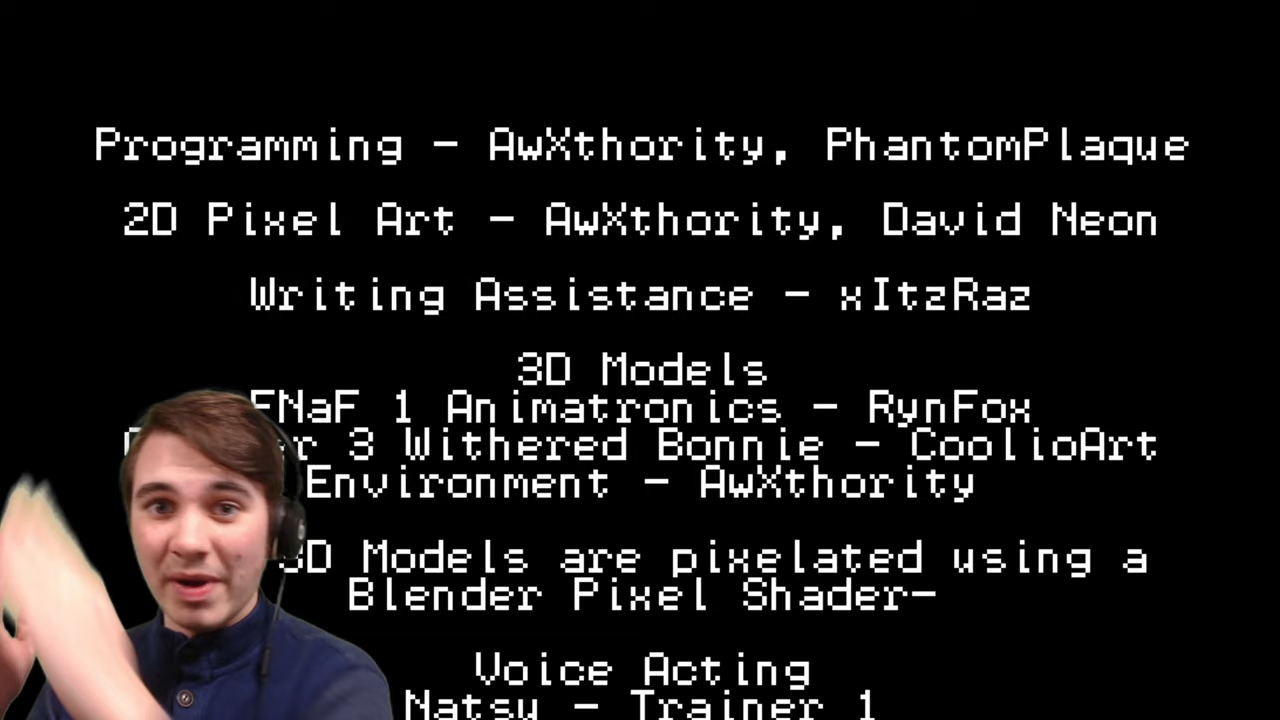 Programming - AwXthority, PhantomPlaque
2D Pixel Art - AwXthority, David Neon
Writing Assistance - xItzRaz
3D Models
FNaF 1 Animatronics - RynFox
3 Withered Bonnie - CoolioArt
Environment - AwXthority
3D Models are pixelated using a
Blender Pixel Shader-
Voice Acting
Natsu - Trainer 1